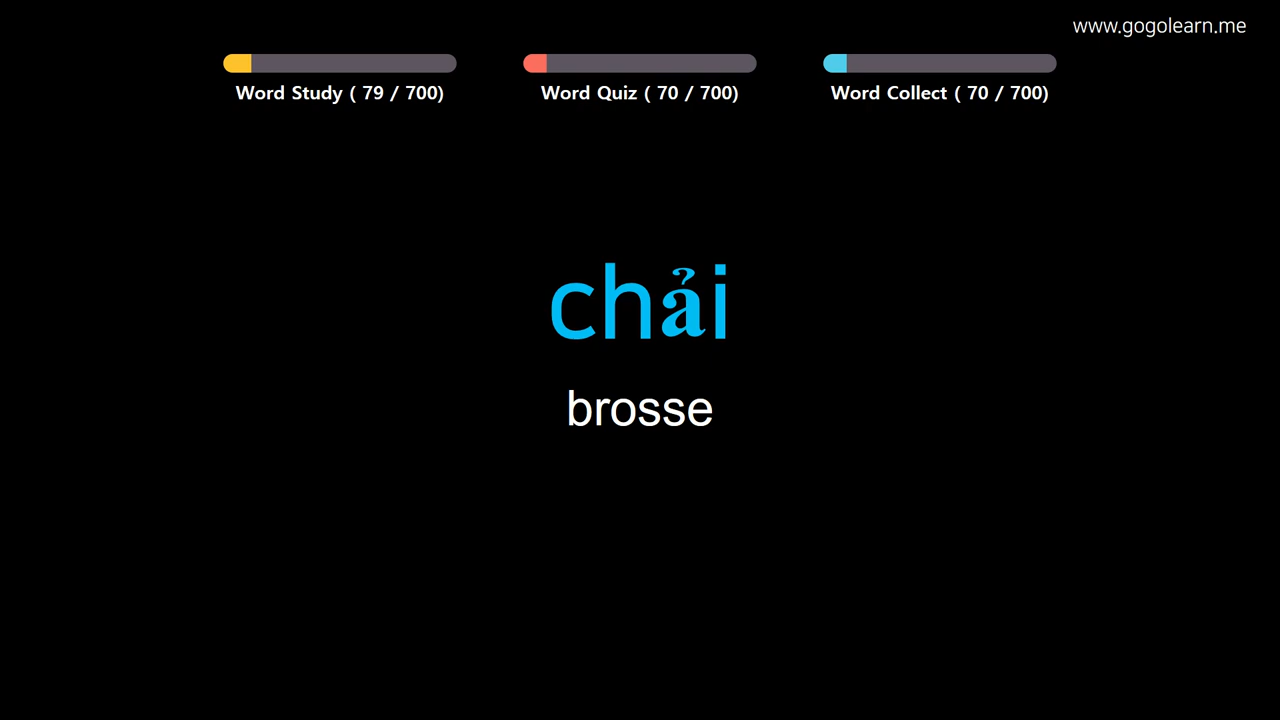 www.gogolearn.me
Word Study ( 79 / 700)
Word Quiz ( 70 / 700)
Word Collect ( 70 / 700)
chải
brosse